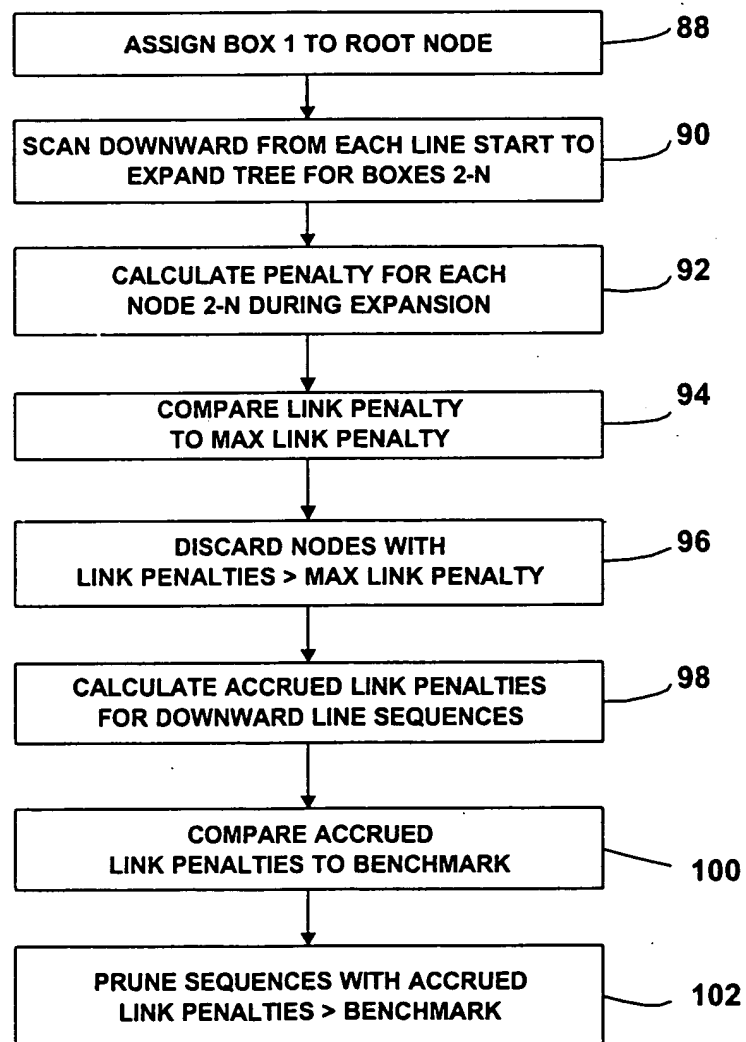 ASSIGN BOX 1 TO ROOT NODE
88
SCAN DOWNWARD FROM EACH LINE START TO
EXPAND TREE FOR BOXES 2-N
90
CALCULATE PENALTY FOR EACH
NODE 2-N DURING EXPANSION
92
COMPARE LINK PENALTY
TO MAX LINK PENALTY
94
DISCARD NODES WITH
LINK PENALTIES > MAX LINK PENALTY
96
CALCULATE ACCRUED LINK PENALTIES
FOR DOWNWARD LINE SEQUENCES
98
COMPARE ACCRUED
LINK PENALTIES TO BENCHMARK
100
PRUNE SEQUENCES WITH ACCRUED
LINK PENALTIES > BENCHMARK
102